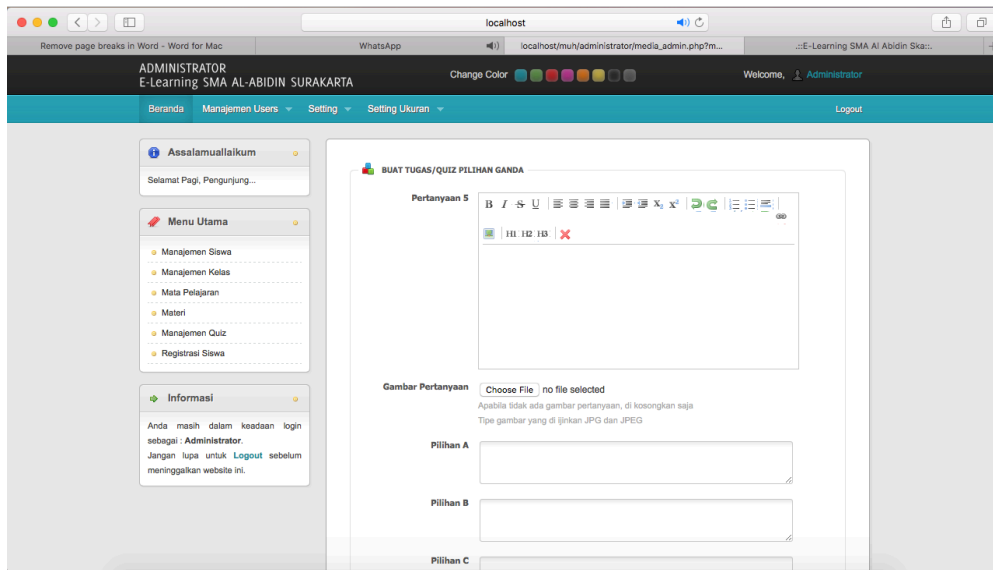 localhost
Remove page breaks in Word - Word for Mac
WhatsApp
localhost/muh/administrator/media_admin.php?m...
.::E-Learning SMA Al Abidin Ska::.
ADMINISTRATOR
E-Learning SMA AL-ABIDIN SURAKARTA
Change Color
Welcome, Administrator
Beranda Manajemen Users Setting Setting Ukuran Logout
Assalamuallaikum
Selamat Pagi, Pengunjung...
Menu Utama
Manajemen Siswa
Manajemen Kelas
Mata Pelajaran
Materi
Manajemen Quiz
Registrasi Siswa
Informasi
Anda masih dalam keadaan login
sebagai : Administrator.
Jangan lupa untuk Logout sebelum
meninggalkan website ini.
BUAT TUGAS/QUIZ PILIHAN GANDA
Pertanyaan 5
B I S U X₂ x²
H1 H2 H3
Gambar Pertanyaan Choose File no file selected
Apabila tidak ada gambar pertanyaan, di kosongkan saja
Tipe gambar yang di ijinkan JPG dan JPEG
Pilihan A
Pilihan B
Pilihan C